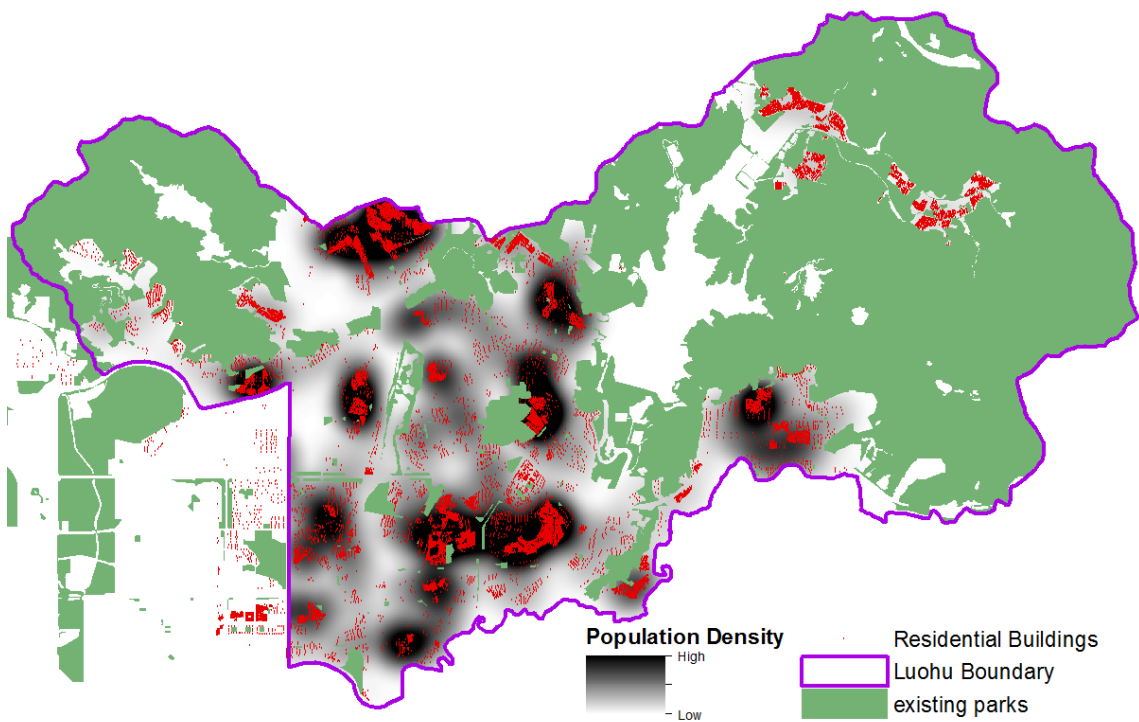 Population Density
High
Low
Residential Buildings
Luohu Boundary
existing parks